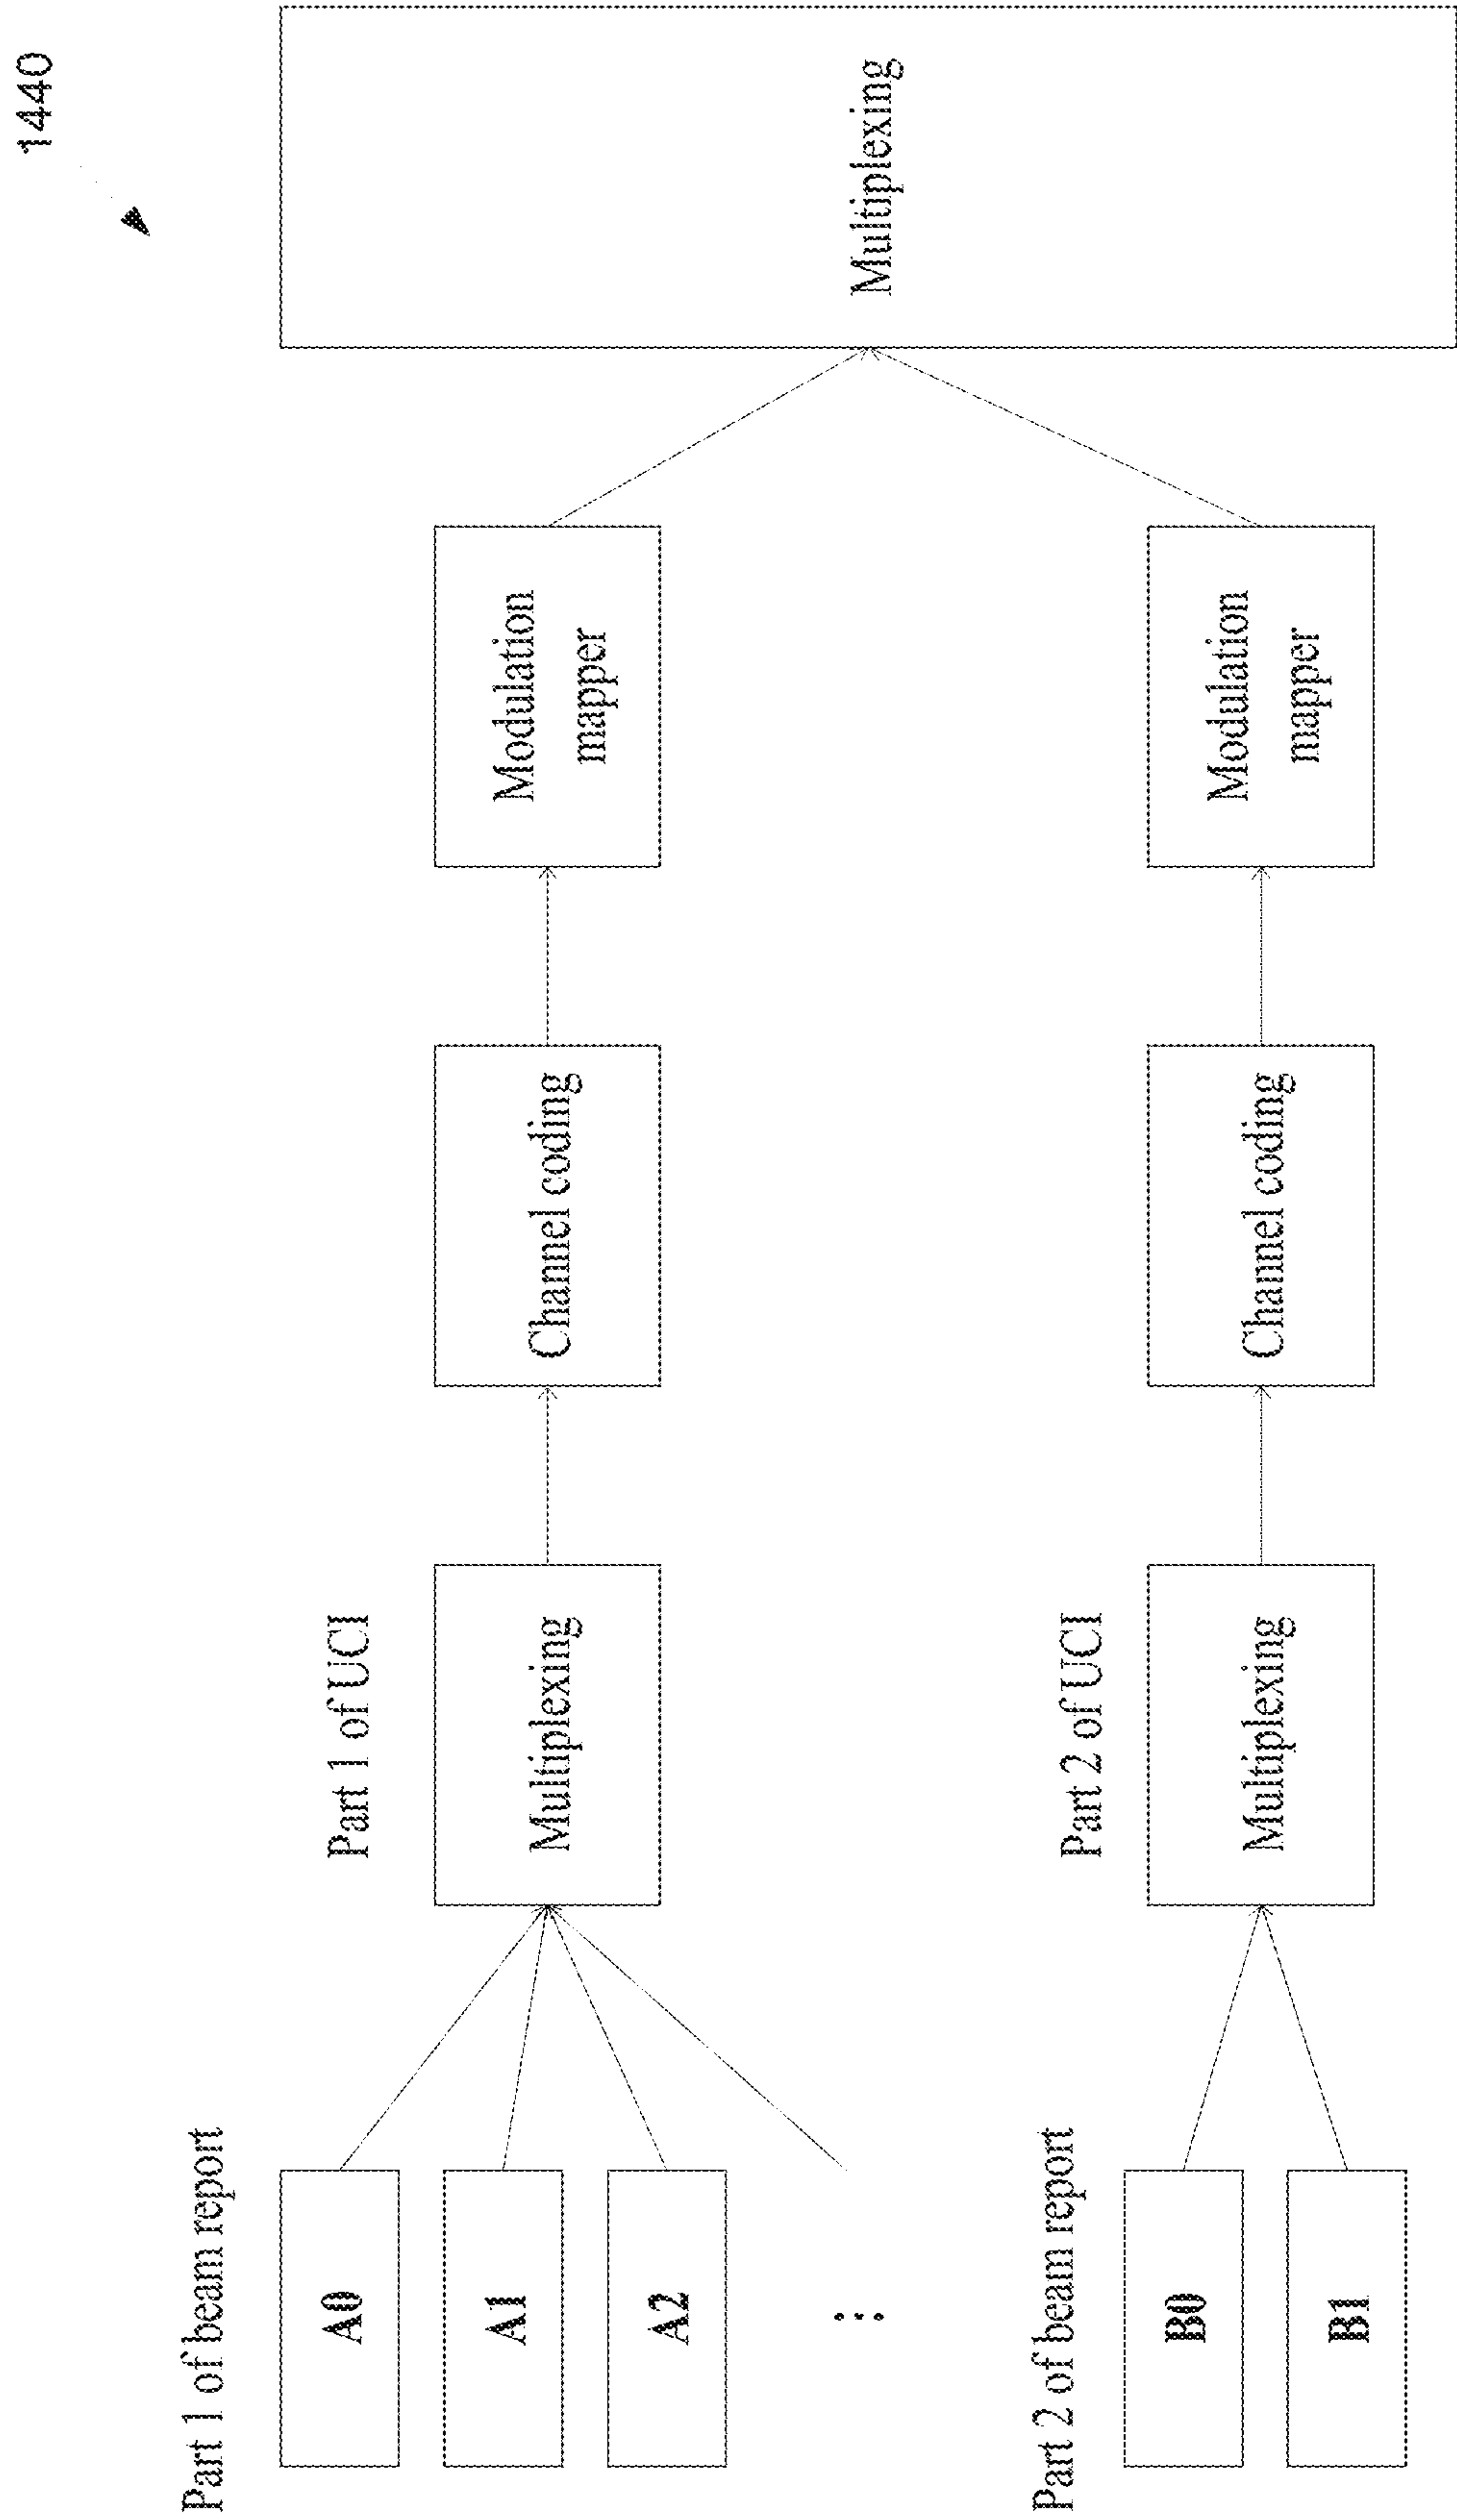 1440
Part 1 of beam report
A0
A1
A2
Part 1 of UCI
Multiplexing
Channel coding
Modulation
mapper
Part 2 of beam report
B0
B1
Part 2 of UCI
Multiplexing
Channel coding
Modulation
mapper
Multiplexing